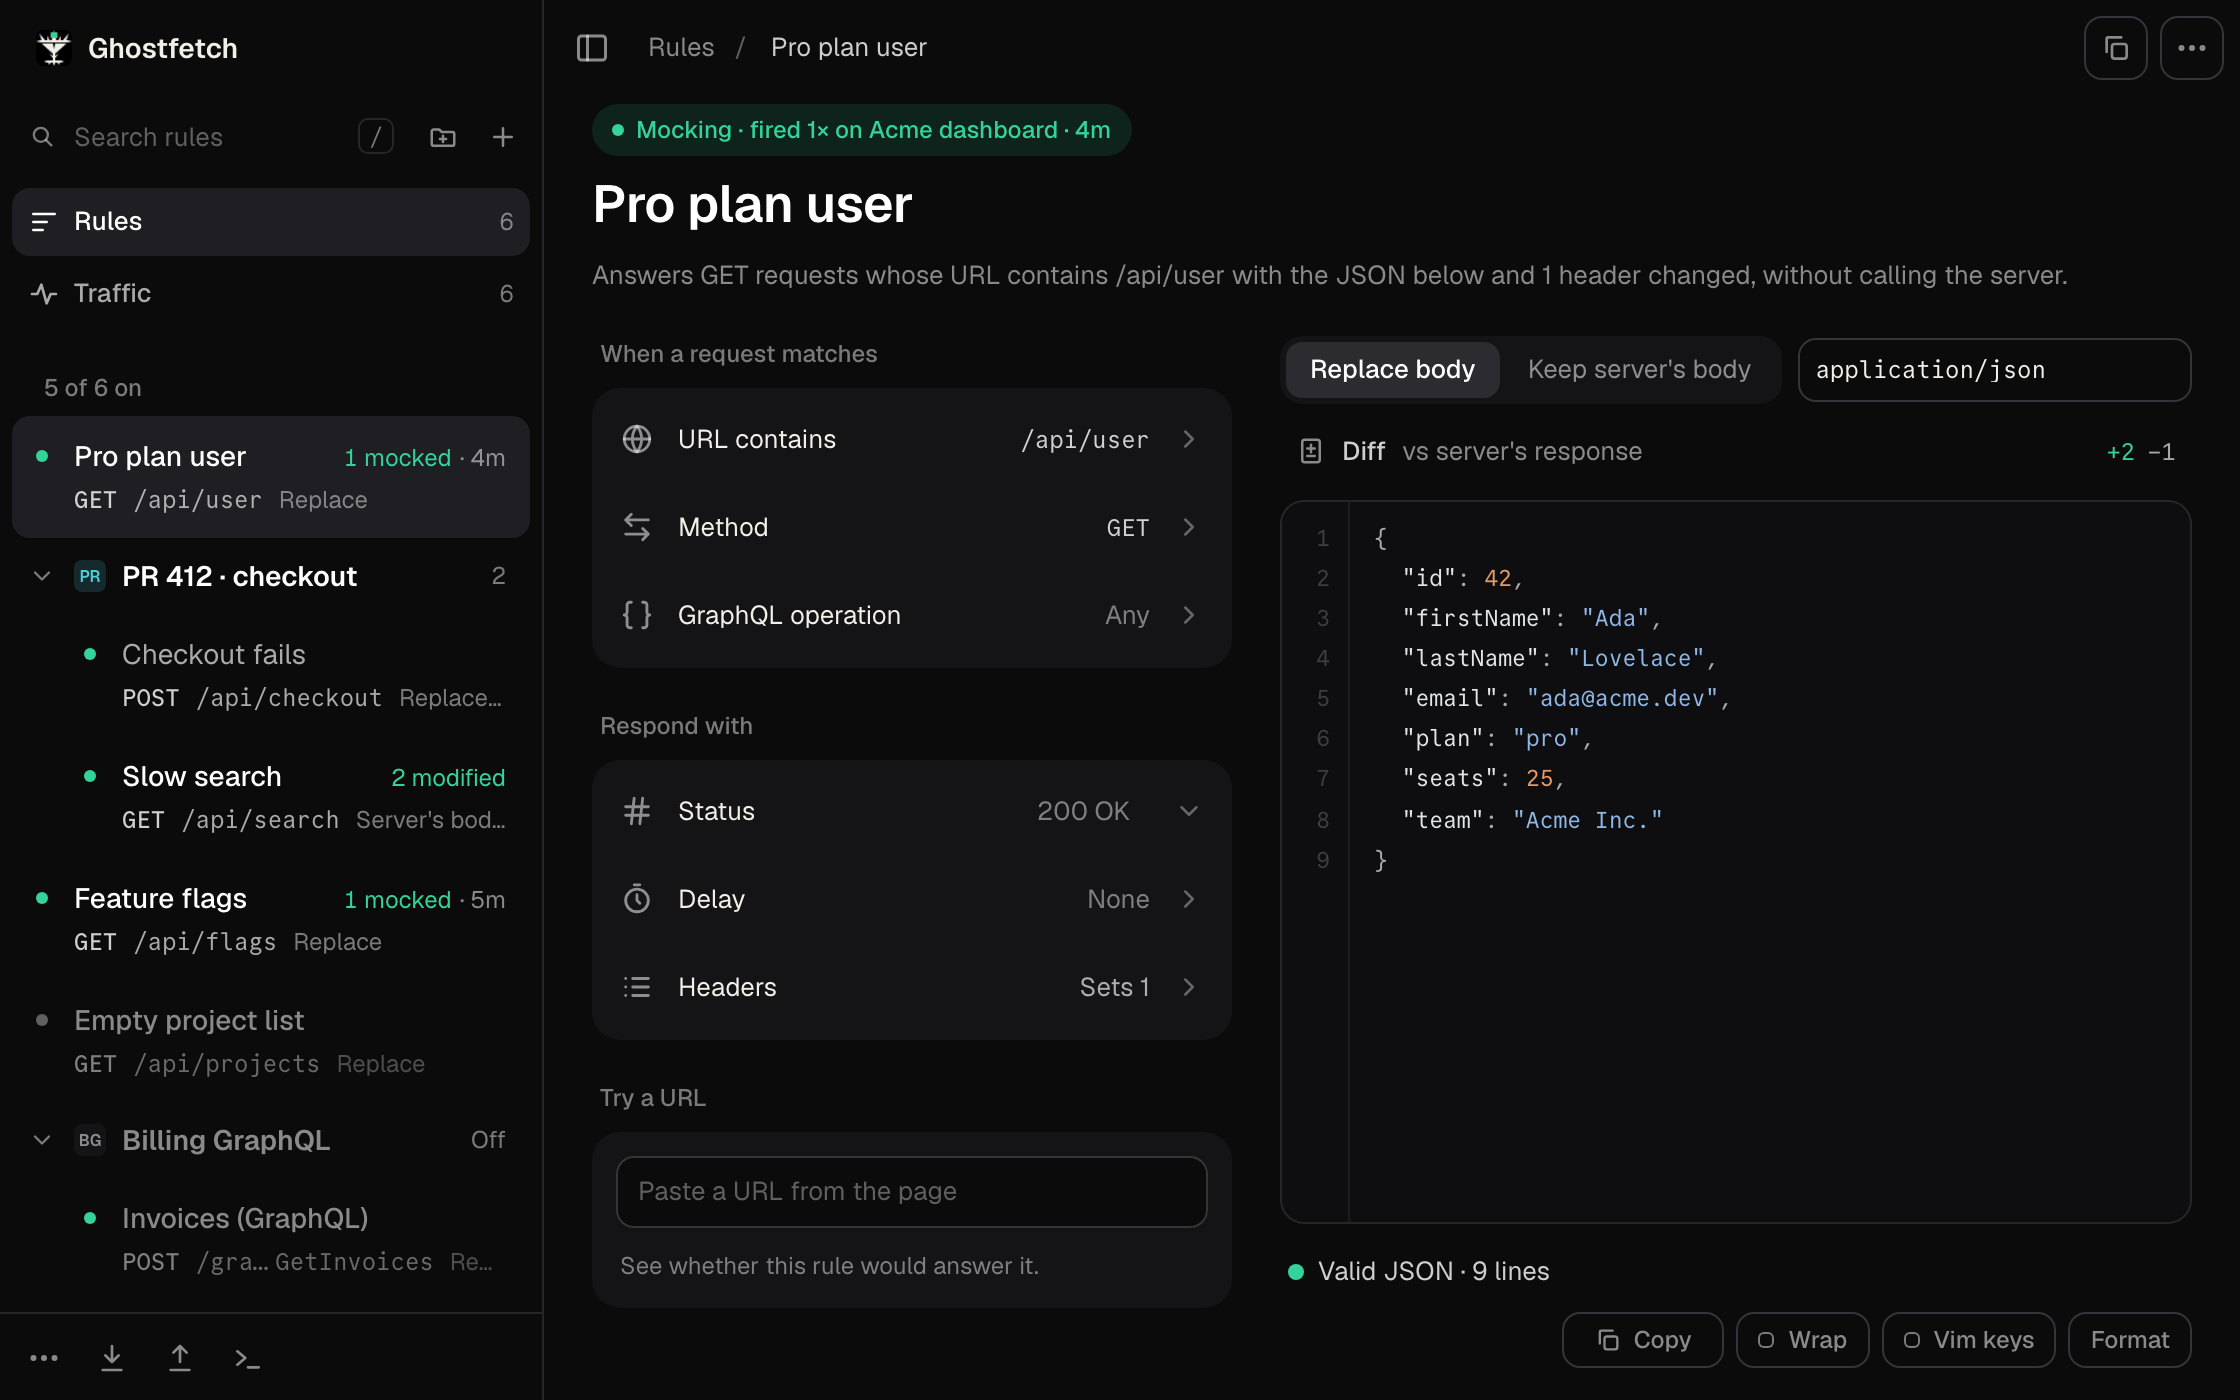 Ghostfetch
Search rules /
Rules 6
Traffic 6
5 of 6 on
Pro plan user 1 mocked · 4m
GET /api/user Replace
PR PR 412 · checkout 2
Checkout fails
POST /api/checkout Replace…
Slow search 2 modified
GET /api/search Server's bod…
Feature flags 1 mocked · 5m
GET /api/flags Replace
Empty project list
GET /api/projects Replace
BG Billing GraphQL Off
Invoices (GraphQL)
POST /gra… GetInvoices Re…
Rules / Pro plan user
Mocking · fired 1× on Acme dashboard · 4m
Pro plan user
Answers GET requests whose URL contains /api/user with the JSON below and 1 header changed, without calling the server.
When a request matches
URL contains /api/user
Method GET
GraphQL operation Any
Respond with
Status 200 OK
Delay None
Headers Sets 1
Try a URL
Paste a URL from the page
See whether this rule would answer it.
Replace body Keep server's body application/json
Diff vs server's response +2 −1
1 {
2 "id": 42,
3 "firstName": "Ada",
4 "lastName": "Lovelace",
5 "email": "ada@acme.dev",
6 "plan": "pro",
7 "seats": 25,
8 "team": "Acme Inc."
9 }
Valid JSON · 9 lines
Copy Wrap Vim keys Format